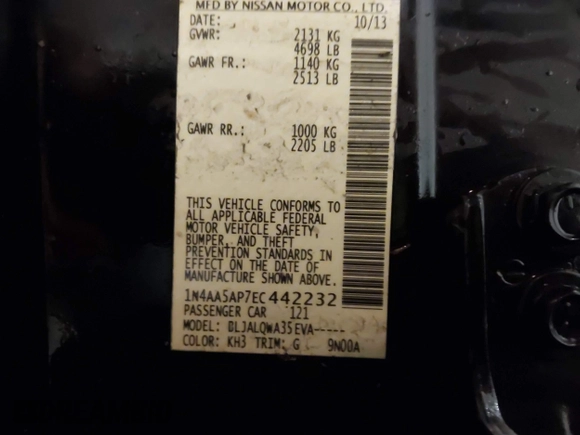 MFD BY NISSAN MOTOR CO., LTD.
DATE: 10/13
GVWR: 2131 KG
4698 LB
GAWR FR.: 1140 KG
2513 LB
GAWR RR.: 1000 KG
2205 LB
THIS VEHICLE CONFORMS TO
ALL APPLICABLE FEDERAL
MOTOR VEHICLE SAFETY,
BUMPER, AND THEFT
PREVENTION STANDARDS IN
EFFECT ON THE DATE OF
MANUFACTURE SHOWN ABOVE.
1N4AA5AP7EC442232
PASSENGER CAR 121
MODEL: BLJALQWA35EVA-----
COLOR: KH3 TRIM: G 9N00A